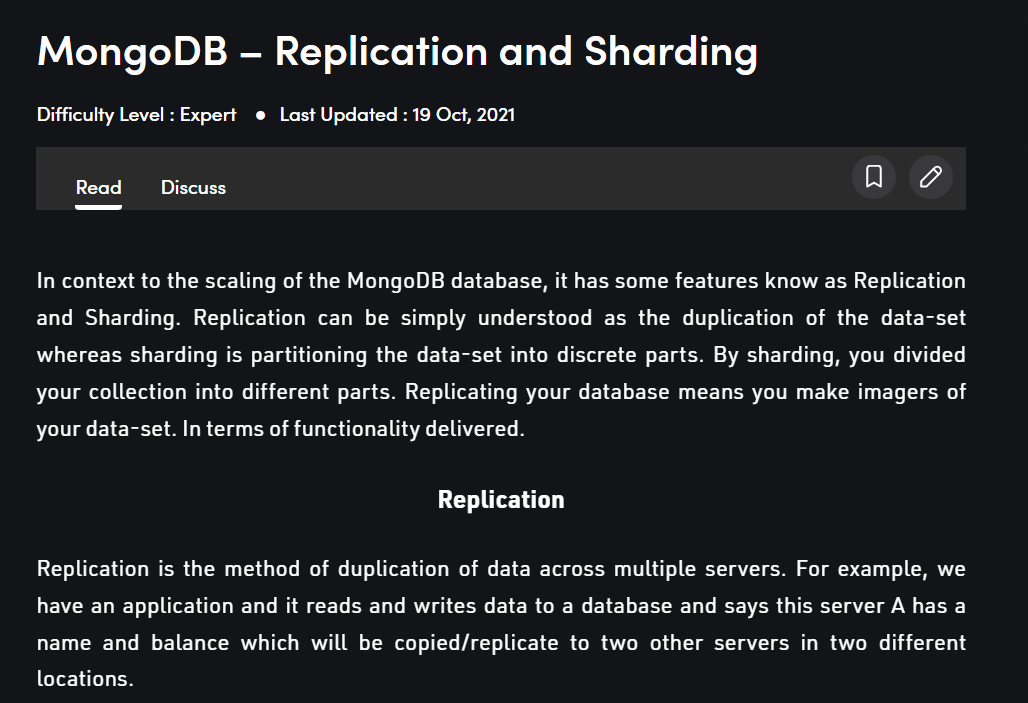 MongoDB – Replication and Sharding
Difficulty Level : Expert ● Last Updated : 19 Oct, 2021
Read Discuss
In context to the scaling of the MongoDB database, it has some features know as Replication
and Sharding. Replication can be simply understood as the duplication of the data-set
whereas sharding is partitioning the data-set into discrete parts. By sharding, you divided
your collection into different parts. Replicating your database means you make imagers of
your data-set. In terms of functionality delivered.
Replication
Replication is the method of duplication of data across multiple servers. For example, we
have an application and it reads and writes data to a database and says this server A has a
name and balance which will be copied/replicate to two other servers in two different
locations.